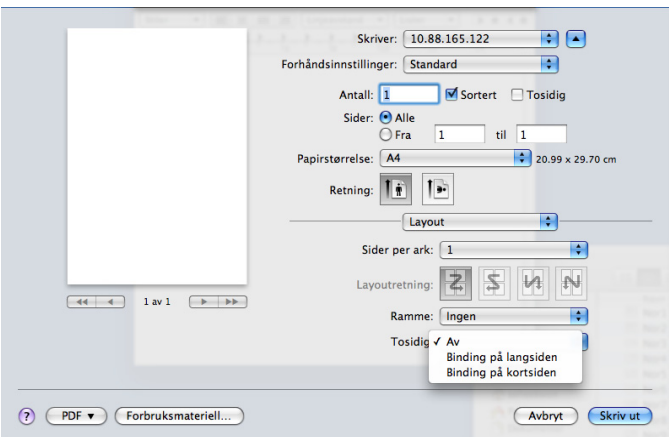 Skriver: 10.88.165.122
Forhåndsinnstillinger: Standard
Antall: 1 Sortert Tosidig
Sider: Alle
Fra 1 til 1
Papirstørrelse: A4 20.99 x 29.70 cm
Retning:
Layout
Sider per ark: 1
Layoutretning:
1 av 1
Ramme: Ingen
Tosidig ✓ Av
Binding på langsiden
Binding på kortsiden
? PDF ▼ Forbruksmateriell... Avbryt Skriv ut